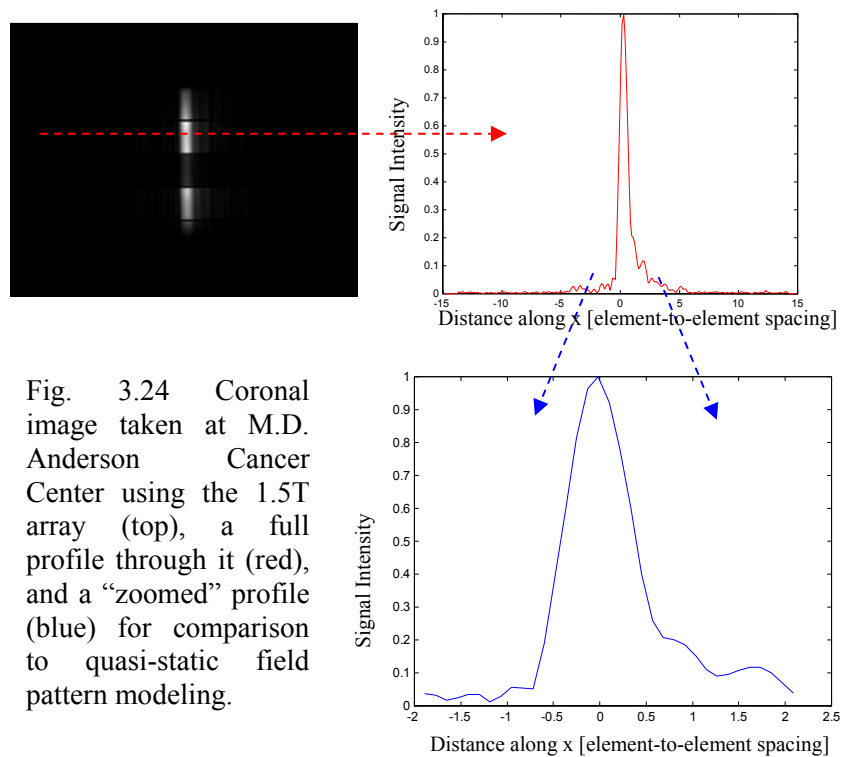 1
0.9
0.8
0.7
0.6
0.5
0.4
0.3
0.2
0.1
0
-15 -10 -5 0 5 10 15
Signal Intensity
Distance along x [element-to-element spacing]
Fig. 3.24 Coronal
image taken at M.D.
Anderson Cancer
Center using the 1.5T
array (top), a full
profile through it (red),
and a “zoomed” profile
(blue) for comparison
to quasi-static field
pattern modeling.
1
0.9
0.8
0.7
0.6
0.5
0.4
0.3
0.2
0.1
0
-2 -1.5 -1 -0.5 0 0.5 1 1.5 2 2.5
Signal Intensity
Distance along x [element-to-element spacing]